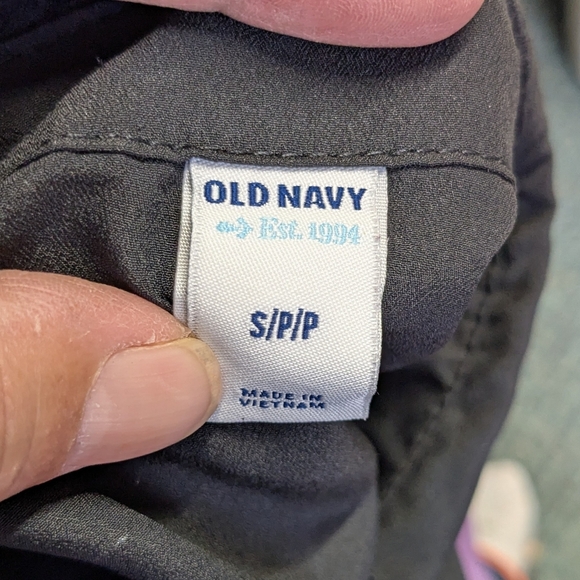 OLD NAVY
Est. 1994
S/P/P
MADE IN
VIETNAM